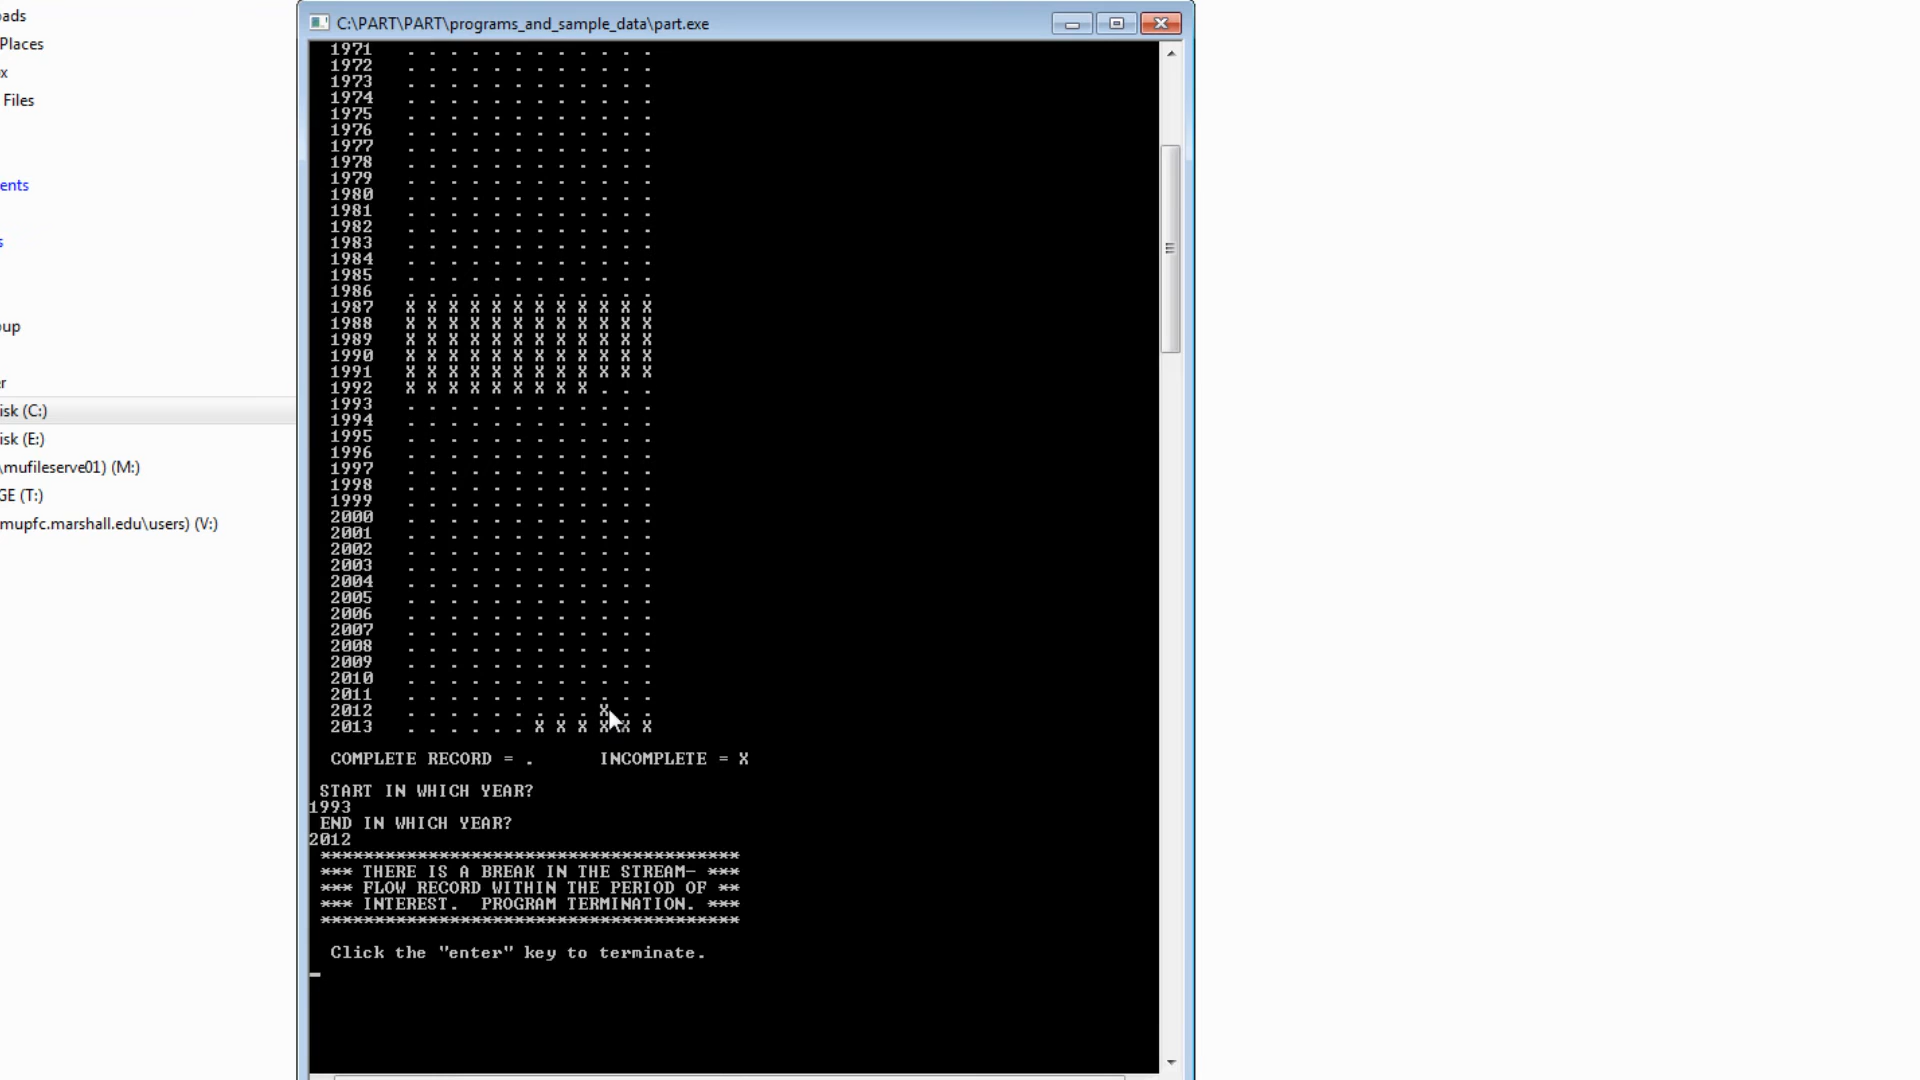 C:\PART\PART\programs_and_sample_data\part.exe
ads
Places
x
Files
ents
s
oup
er
isk (C:)
isk (E:)
\mufileserve01) (M:)
GE (T:)
mupfc.marshall.edu\users) (V:)
1971 . . . . . . . . . . . .
1972 . . . . . . . . . . . .
1973 . . . . . . . . . . . .
1974 . . . . . . . . . . . .
1975 . . . . . . . . . . . .
1976 . . . . . . . . . . . .
1977 . . . . . . . . . . . .
1978 . . . . . . . . . . . .
1979 . . . . . . . . . . . .
1980 . . . . . . . . . . . .
1981 . . . . . . . . . . . .
1982 . . . . . . . . . . . .
1983 . . . . . . . . . . . .
1984 . . . . . . . . . . . .
1985 . . . . . . . . . . . .
1986 . . . . . . . . . . . .
1987 X X X X X X X X X X X X
1988 X X X X X X X X X X X X
1989 X X X X X X X X X X X X
1990 X X X X X X X X X X X X
1991 X X X X X X X X X X X X
1992 X X X X X X X X X . . .
1993 . . . . . . . . . . . .
1994 . . . . . . . . . . . .
1995 . . . . . . . . . . . .
1996 . . . . . . . . . . . .
1997 . . . . . . . . . . . .
1998 . . . . . . . . . . . .
1999 . . . . . . . . . . . .
2000 . . . . . . . . . . . .
2001 . . . . . . . . . . . .
2002 . . . . . . . . . . . .
2003 . . . . . . . . . . . .
2004 . . . . . . . . . . . .
2005 . . . . . . . . . . . .
2006 . . . . . . . . . . . .
2007 . . . . . . . . . . . .
2008 . . . . . . . . . . . .
2009 . . . . . . . . . . . .
2010 . . . . . . . . . . . .
2011 . . . . . . . . . . . .
2012 . . . . . . . . . X . .
2013 . . . . . . X X X X X X
COMPLETE RECORD = . INCOMPLETE = X
START IN WHICH YEAR?
1993
END IN WHICH YEAR?
2012
***************************************
*** THERE IS A BREAK IN THE STREAM- ***
*** FLOW RECORD WITHIN THE PERIOD OF **
*** INTEREST. PROGRAM TERMINATION. ***
***************************************
Click the "enter" key to terminate.